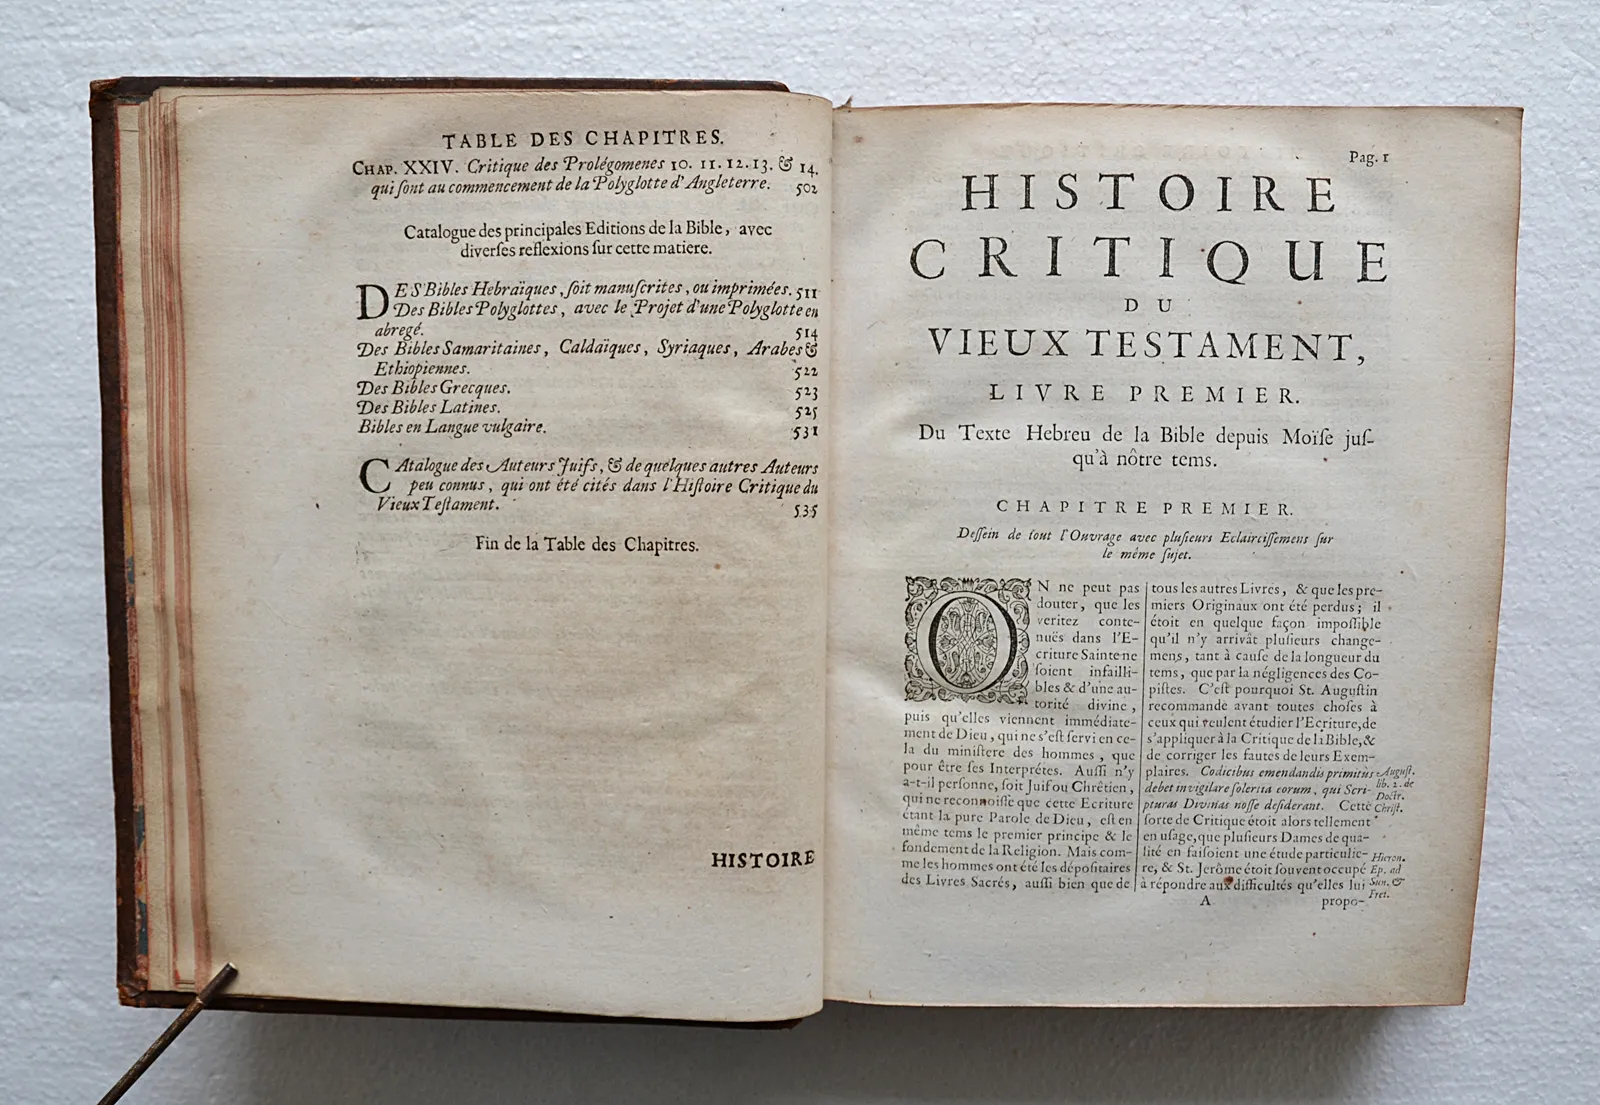 TABLE DES CHAPITRES.
CHAP. XXIV. Critique des Prolégomenes 10. 11. 12. 13. & 14.
qui ſont au commencement de la Polyglotte d'Angleterre. 502
Catalogue des principales Editions de la Bible, avec
diverſes reflexions ſur cette matiere.
DES Bibles Hebraïques, ſoit manuſcrites, ou imprimées. 511
Des Bibles Polyglottes, avec le Projet d'une Polyglotte en
abregé. 514
Des Bibles Samaritaines, Caldaïques, Syriaques, Arabes &
Ethiopiennes. 522
Des Bibles Grecques. 523
Des Bibles Latines. 525
Bibles en Langue vulgaire. 531
CAtalogue des Auteurs Juifs, & de quelques autres Auteurs
peu connus, qui ont été cités dans l'Hiſtoire Critique du
Vieux Teſtament. 535
Fin de la Table des Chapitres.
HISTOIRE
Pag. 1
HISTOIRE
CRITIQUE
DU
VIEUX TESTAMENT,
LIVRE PREMIER.
Du Texte Hebreu de la Bible depuis Moïſe juſ-
qu'à nôtre tems.
CHAPITRE PREMIER.
Deſſein de tout l'Ouvrage avec pluſieurs Eclairciſſemens ſur
le même ſujet.
ON ne peut pas
douter, que les
veritez conte-
nuës dans l'E-
criture Sainte ne
ſoient infailli-
bles & d'une au-
torité divine,
puis qu'elles viennent immédiate-
ment de Dieu, qui ne s'eſt ſervi en ce-
la du miniſtere des hommes, que
pour être ſes Interprétes. Auſſi n'y
a-t-il perſonne, ſoit Juif ou Chrêtien,
qui ne reconnoiſſe que cette Ecriture
étant la pure Parole de Dieu, eſt en
même tems le premier principe & le
fondement de la Religion. Mais com-
me les hommes ont été les dépoſitaires
des Livres Sacrés, auſſi bien que de
tous les autres Livres, & que les pre-
miers Originaux ont été perdus; il
étoit en quelque façon impoſſible
qu'il n'y arrivât pluſieurs change-
mens, tant à cauſe de la longueur du
tems, que par la négligences des Co-
piſtes. C'eſt pourquoi St. Auguſtin
recommande avant toutes choſes à
ceux qui veulent étudier l'Ecriture, de
s'appliquer à la Critique de la Bible, &
de corriger les fautes de leurs Exem-
plaires. Codicibus emendandis primitùs
debet invigilare ſolertia eorum, qui Scri-
pturas Divinas noſſe deſiderant. Cette
ſorte de Critique étoit alors tellement
en uſage, que pluſieurs Dames de qua-
lité en faiſoient une étude particulie-
re, & St. Jerôme étoit ſouvent occupé
à répondre aux difficultés qu'elles lui
Auguſt.
lib. 2. de
Doctr.
Chriſt.
Hieron.
Ep. ad
Sun. &
Fret.
A propo-